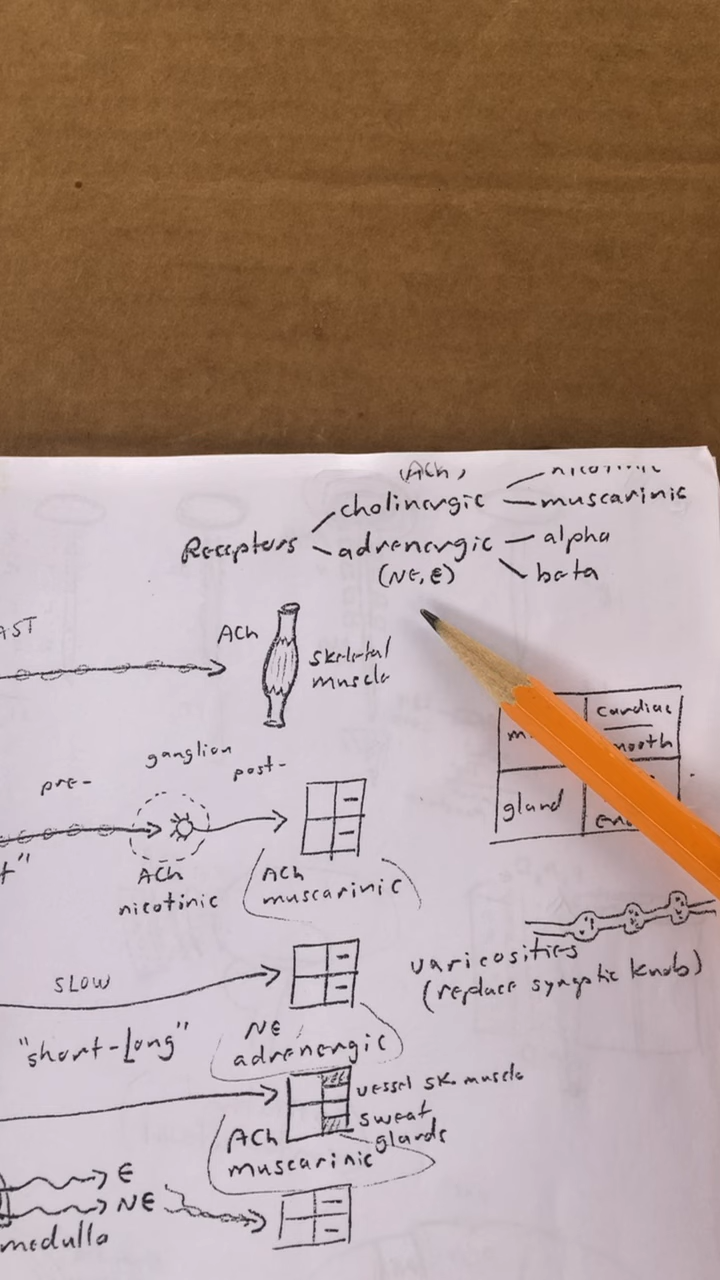 (ACh,
nicotinic
cholinergic
muscarinic
Receptors
adrenergic
alpha
(NE, E)
beta
ACh
skeletal
muscle
cardiac
ganglion
pre-
post-
gland
ACh
nicotinic
ACh
muscarinic
varicosities
(replace synaptic knob)
SLOW
"short-Long"
NE
adrenergic
vessel sk. muscle
sweat
glands
ACh
muscarinic
E
NE
medulla